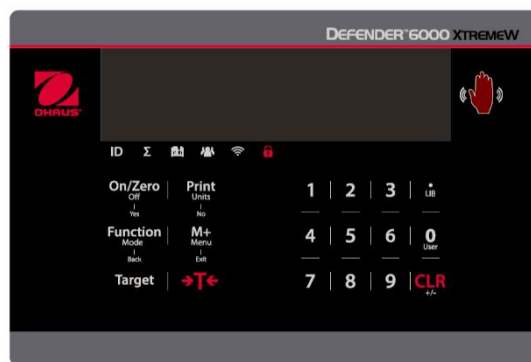 DEFENDER™6000 XTREMEW
OHAUS®
ID Σ
On/Zero Print
Off Units
Yes No
1 2 3 .
LIB
Function M+
Mode Menu
Back Exit
4 5 6 0
User
Target →T←
7 8 9 CLR
+/-